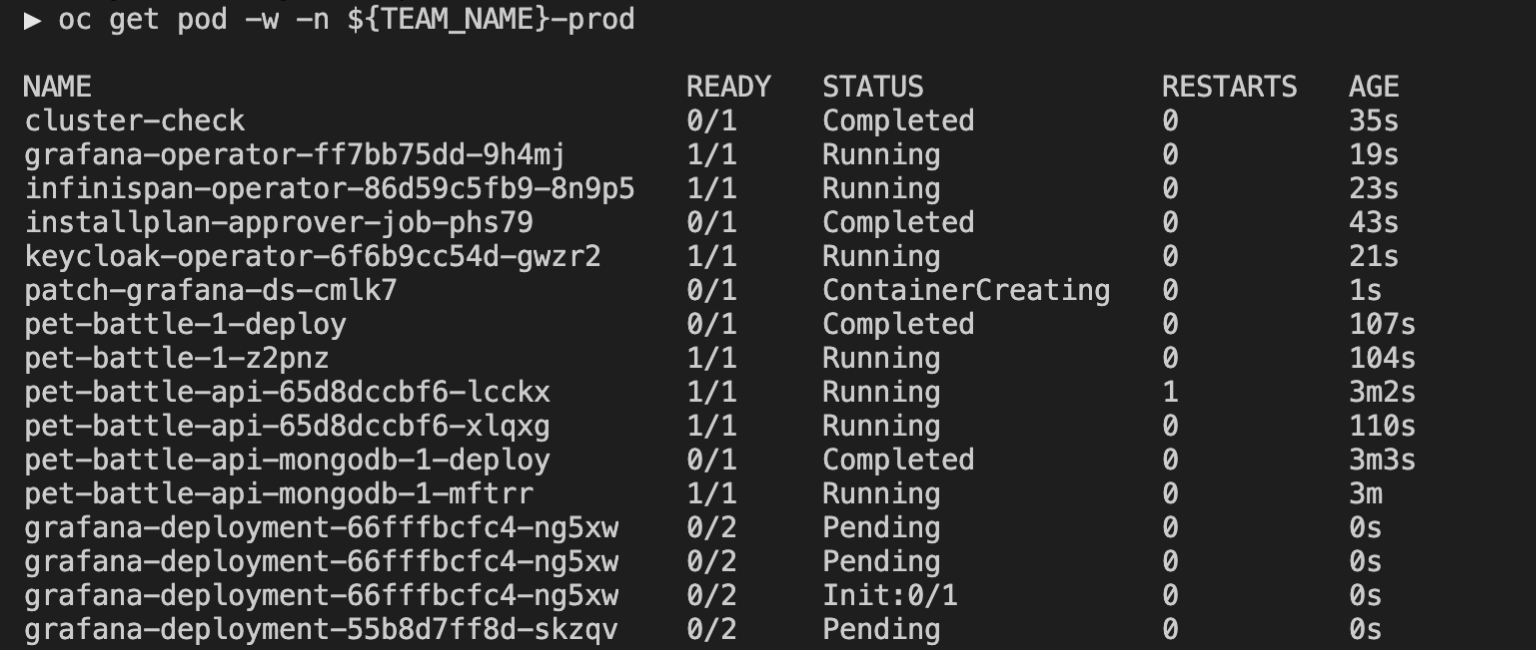 ▶ oc get pod -w -n ${TEAM_NAME}-prod
NAME READY STATUS RESTARTS AGE
cluster-check 0/1 Completed 0 35s
grafana-operator-ff7bb75dd-9h4mj 1/1 Running 0 19s
infinispan-operator-86d59c5fb9-8n9p5 1/1 Running 0 23s
installplan-approver-job-phs79 0/1 Completed 0 43s
keycloak-operator-6f6b9cc54d-gwzr2 1/1 Running 0 21s
patch-grafana-ds-cmlk7 0/1 ContainerCreating 0 1s
pet-battle-1-deploy 0/1 Completed 0 107s
pet-battle-1-z2pnz 1/1 Running 0 104s
pet-battle-api-65d8dccbf6-lcckx 1/1 Running 1 3m2s
pet-battle-api-65d8dccbf6-xlqxg 1/1 Running 0 110s
pet-battle-api-mongodb-1-deploy 0/1 Completed 0 3m3s
pet-battle-api-mongodb-1-mftrr 1/1 Running 0 3m
grafana-deployment-66fffbcfc4-ng5xw 0/2 Pending 0 0s
grafana-deployment-66fffbcfc4-ng5xw 0/2 Pending 0 0s
grafana-deployment-66fffbcfc4-ng5xw 0/2 Init:0/1 0 0s
grafana-deployment-55b8d7ff8d-skzqv 0/2 Pending 0 0s